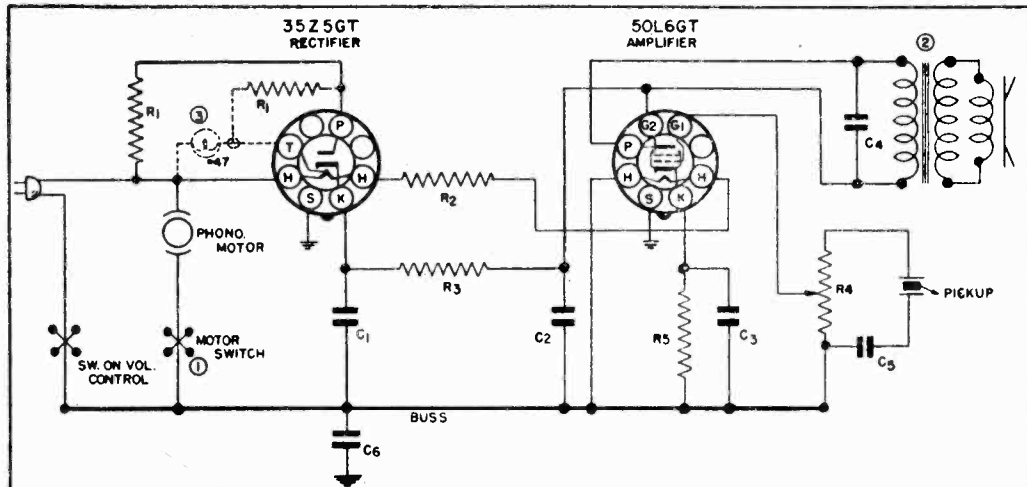 35Z5GT
RECTIFIER
50L6GT
AMPLIFIER
②
R1
③
R1
P
T
#47
H
H
S
K
R2
G2
G1
P
H
H
S
K
C4
PHONO.
MOTOR
R3
R4
PICKUP
SW. ON VOL.
CONTROL
MOTOR
SWITCH
①
C1
C2
R5
C3
C5
BUSS
C6